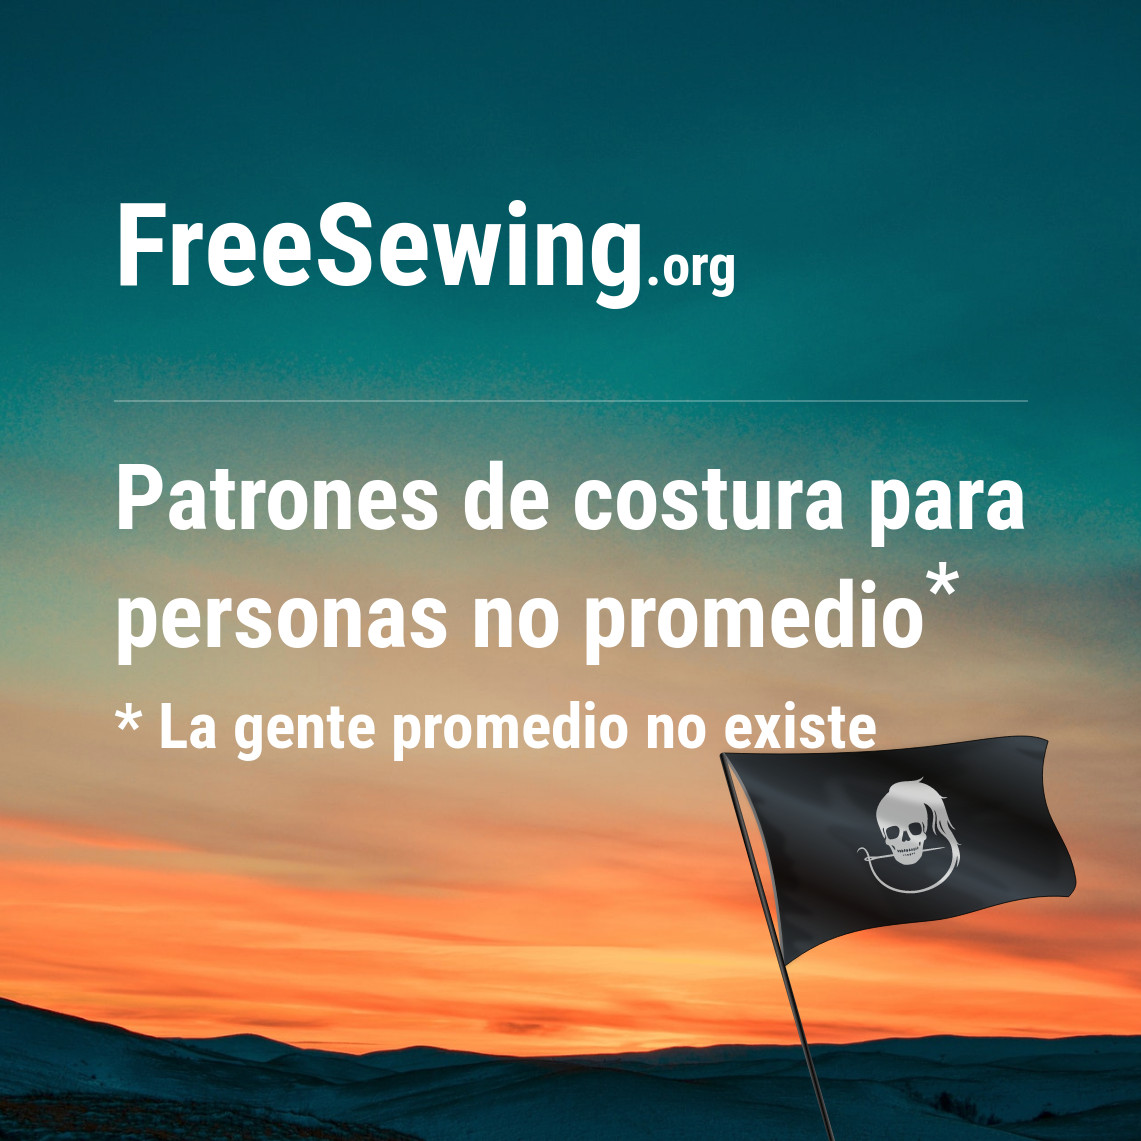 FreeSewing.org
Patrones de costura para
personas no promedio*
* La gente promedio no existe